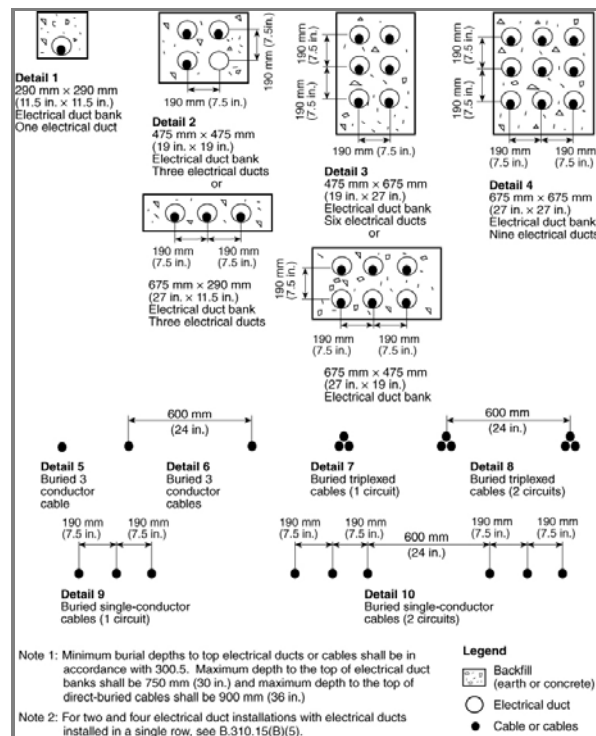 190 mm (7.5 in.)
190 mm (7.5 in.)
Detail 1
290 mm × 290 mm
(11.5 in. × 11.5 in.)
Electrical duct bank
One electrical duct
Detail 2
475 mm × 475 mm
(19 in. × 19 in.)
Electrical duct bank
Three electrical ducts
or
190 mm
(7.5 in.)
190 mm
(7.5 in.)
675 mm × 290 mm
(27 in. × 11.5 in.)
Electrical duct bank
Three electrical ducts
190 mm
(7.5 in.)
190 mm
(7.5 in.)
190 mm (7.5 in.)
Detail 3
475 mm × 675 mm
(19 in. × 27 in.)
Electrical duct bank
Six electrical ducts
or
190 mm
(7.5 in.)
190 mm
(7.5 in.)
190 mm
(7.5 in.)
675 mm × 475 mm
(27 in. × 19 in.)
Electrical duct bank
190 mm
(7.5 in.)
190 mm
(7.5 in.)
190 mm
(7.5 in.)
190 mm
(7.5 in.)
Detail 4
675 mm × 675 mm
(27 in. × 27 in.)
Electrical duct bank
Nine electrical ducts
600 mm
(24 in.)
600 mm
(24 in.)
Detail 5
Buried 3
conductor
cable
Detail 6
Buried 3
conductor
cables
Detail 7
Buried triplexed
cables (1 circuit)
Detail 8
Buried triplexed
cables (2 circuits)
190 mm
(7.5 in.)
190 mm
(7.5 in.)
190 mm
(7.5 in.)
190 mm
(7.5 in.)
600 mm
(24 in.)
190 mm
(7.5 in.)
190 mm
(7.5 in.)
Detail 9
Buried single-conductor
cables (1 circuit)
Detail 10
Buried single-conductor
cables (2 circuits)
Note 1: Minimum burial depths to top electrical ducts or cables shall be in
accordance with 300.5. Maximum depth to the top of electrical duct
banks shall be 750 mm (30 in.) and maximum depth to the top of
direct-buried cables shall be 900 mm (36 in.)
Note 2: For two and four electrical duct installations with electrical ducts
installed in a single row, see B.310.15(B)(5).
Legend
Backfill
(earth or concrete)
Electrical duct
Cable or cables